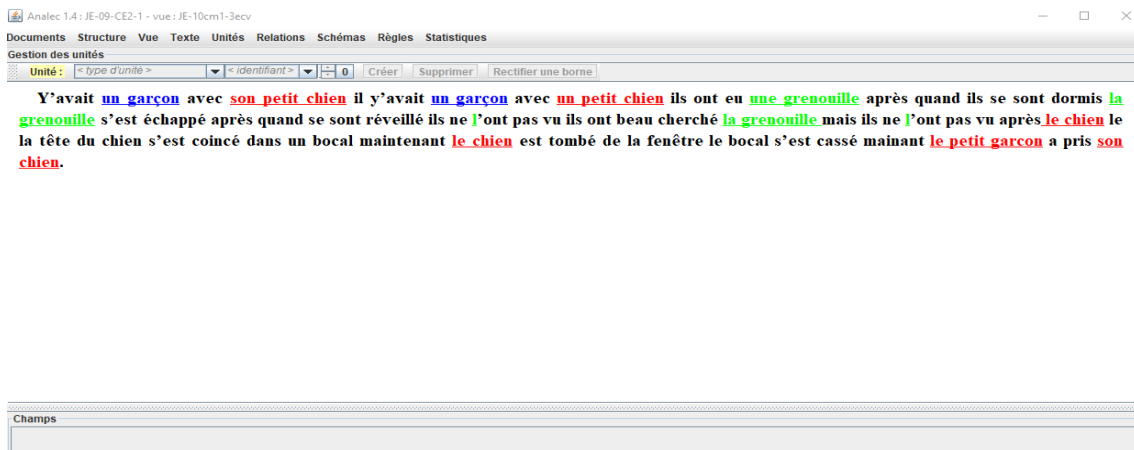 Analec 1.4 : JE-09-CE2-1 - vue : JE-10cm1-3ecv
Documents Structure Vue Texte Unités Relations Schémas Règles Statistiques
Gestion des unités
Unité : < type d'unité > < identifiant > 0 Créer Supprimer Rectifier une borne
Y’avait un garçon avec son petit chien il y’avait un garçon avec un petit chien ils ont eu une grenouille après quand ils se sont dormis la
grenouille s’est échappé après quand se sont réveillé ils ne l’ont pas vu ils ont beau cherché la grenouille mais ils ne l’ont pas vu après le chien le
la tête du chien s’est coincé dans un bocal maintenant le chien est tombé de la fenêtre le bocal s’est cassé mainant le petit garcon a pris son
chien.
Champs